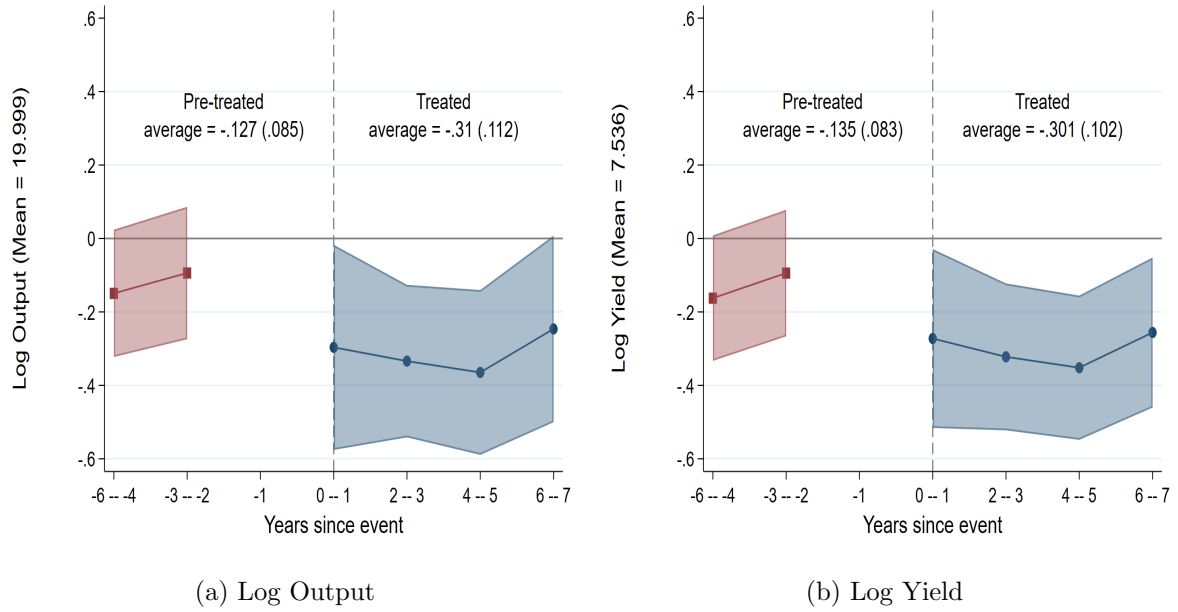 Log Output (Mean = 19.999)
.6
.4
.2
0
-.2
-.4
-.6
Pre-treated
average = -.127 (.085)
Treated
average = -.31 (.112)
-6 -- -4
-3 -- -2
-1
0 -- 1
2 -- 3
4 -- 5
6 -- 7
Years since event
(a) Log Output
Log Yield (Mean = 7.536)
.6
.4
.2
0
-.2
-.4
-.6
Pre-treated
average = -.135 (.083)
Treated
average = -.301 (.102)
-6 -- -4
-3 -- -2
-1
0 -- 1
2 -- 3
4 -- 5
6 -- 7
Years since event
(b) Log Yield